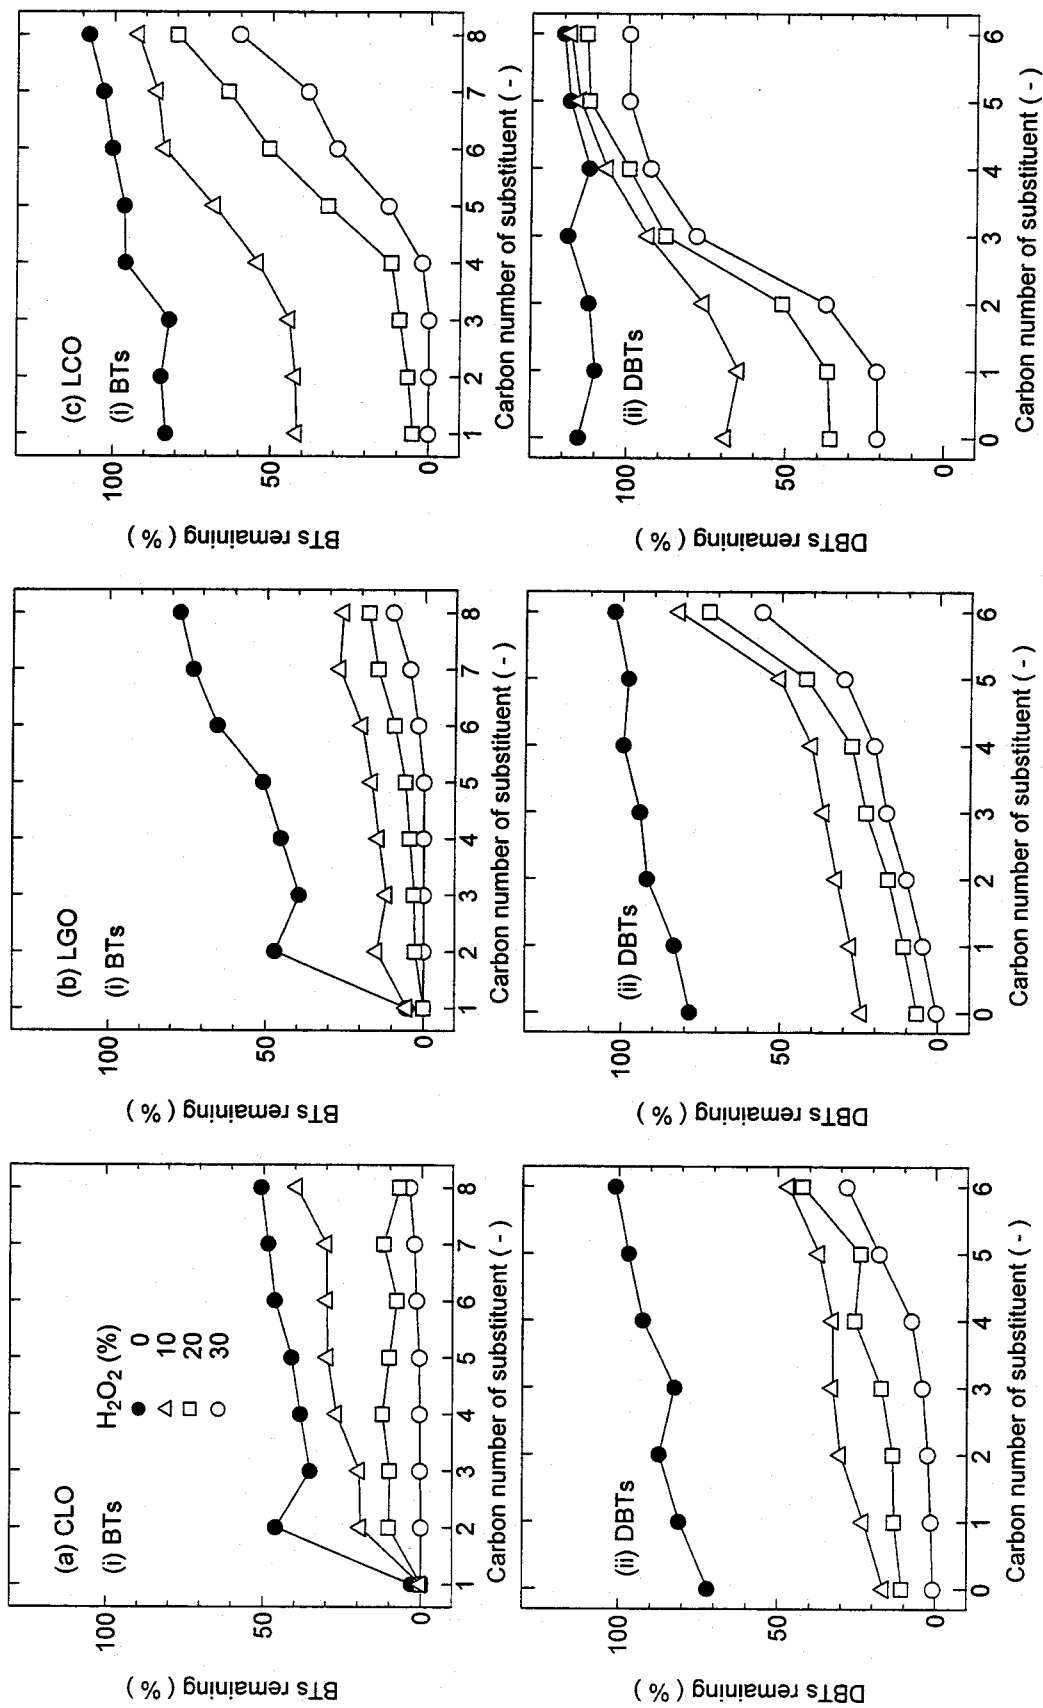 (a) CLO
(i) BTs
H2O2 (%)
0
10
20
30
BTs remaining ( % )
100
50
0
1 2 3 4 5 6 7 8
Carbon number of substituent ( - )
(b) LGO
(i) BTs
BTs remaining ( % )
100
50
0
1 2 3 4 5 6 7 8
Carbon number of substituent ( - )
(c) LCO
(i) BTs
BTs remaining ( % )
100
50
0
1 2 3 4 5 6 7 8
Carbon number of substituent ( - )
(ii) DBTs
DBTs remaining ( % )
100
50
0
0 1 2 3 4 5 6
Carbon number of substituent ( - )
(ii) DBTs
DBTs remaining ( % )
100
50
0
0 1 2 3 4 5 6
Carbon number of substituent ( - )
(ii) DBTs
DBTs remaining ( % )
100
50
0
0 1 2 3 4 5 6
Carbon number of substituent ( - )